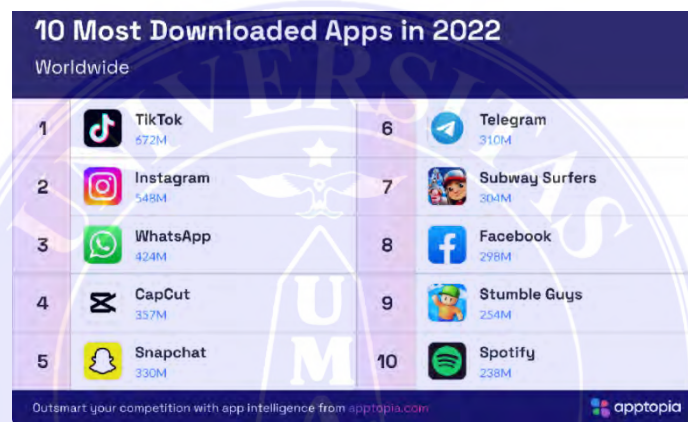 10 Most Downloaded Apps in 2022
Worldwide
1
TikTok
672M
2
Instagram
548M
3
WhatsApp
424M
4
CapCut
357M
5
Snapchat
330M
6
Telegram
310M
7
Subway Surfers
304M
8
Facebook
298M
9
Stumble Guys
254M
10
Spotify
238M
Outsmart your competition with app intelligence from apptopia.com
apptopia
UNIVERSITAS
U
M